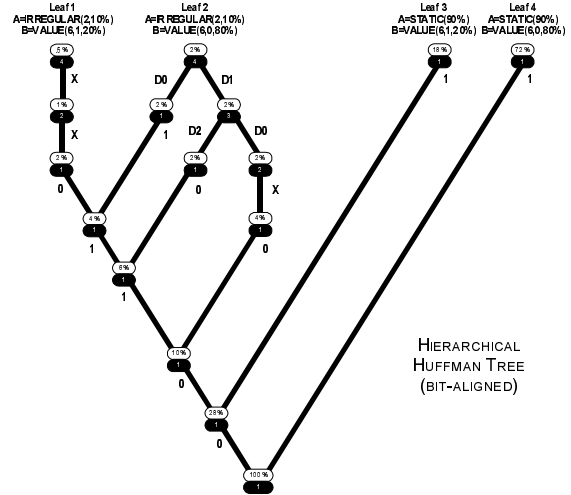 Leaf 1
A=IRREGULAR(2,10%)
B=VALUE(6,1,20%)
Leaf 2
A=IRREGULAR(2,10%)
B=VALUE(6,0,80%)
Leaf 3
A=STATIC(90%)
B=VALUE(6,1,20%)
Leaf 4
A=STATIC(90%)
B=VALUE(6,0,80%)
.5%
4
2%
4
18%
1
72%
1
X
D0
D1
1
1
1%
2
2%
1
2%
3
X
1
D2
D0
2%
1
2%
1
2%
2
0
0
X
4%
1
4%
1
1
0
6%
1
1
10%
1
0
HIERARCHICAL
HUFFMAN TREE
(BIT-ALIGNED)
28%
1
0
100%
1